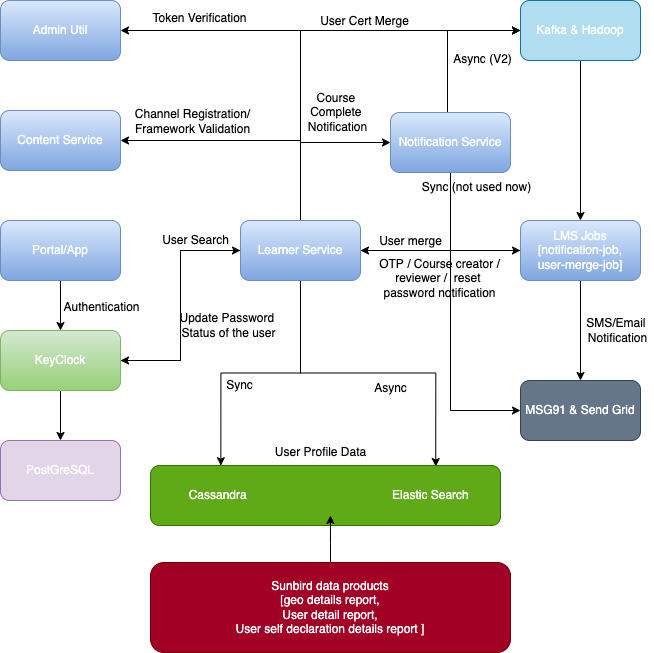 Admin Util
Token Verification
User Cert Merge
Kafka & Hadoop
Async (V2)
Content Service
Channel Registration/
Framework Validation
Course
Complete
Notification
Notification Service
Sync (not used now)
Portal/App
User Search
Learner Service
User merge
OTP / Course creator /
reviewer / reset
password notification
LMS Jobs
[notification-job,
user-merge-job]
Authentication
Update Password
Status of the user
SMS/Email
Notification
KeyClock
Sync
Async
MSG91 & Send Grid
PostGreSQL
User Profile Data
Cassandra
Elastic Search
Sunbird data products
[geo details report,
User detail report,
User self declaration details report ]